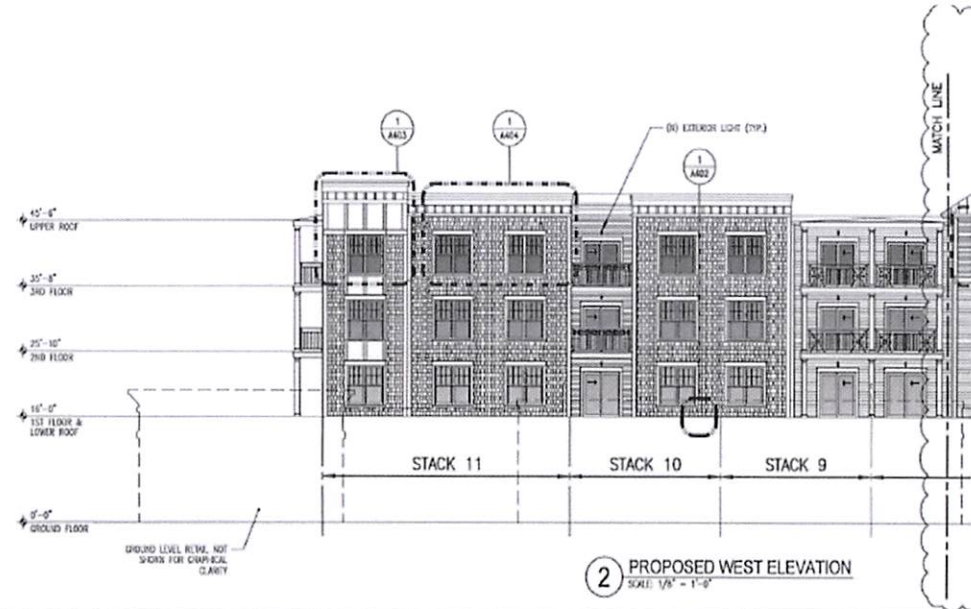 1
A403
1
A404
(N) EXTERIOR LIGHT (TYP.)
1
A402
MATCH LINE
45'-6"
UPPER ROOF
35'-8"
3RD FLOOR
25'-10"
2ND FLOOR
16'-0"
1ST FLOOR &
LOWER ROOF
STACK 11
STACK 10
STACK 9
0'-0"
GROUND FLOOR
GROUND LEVEL RETAIL NOT
SHOWN FOR GRAPHICAL
CLARITY
2
PROPOSED WEST ELEVATION
SCALE: 1/8" = 1'-0"